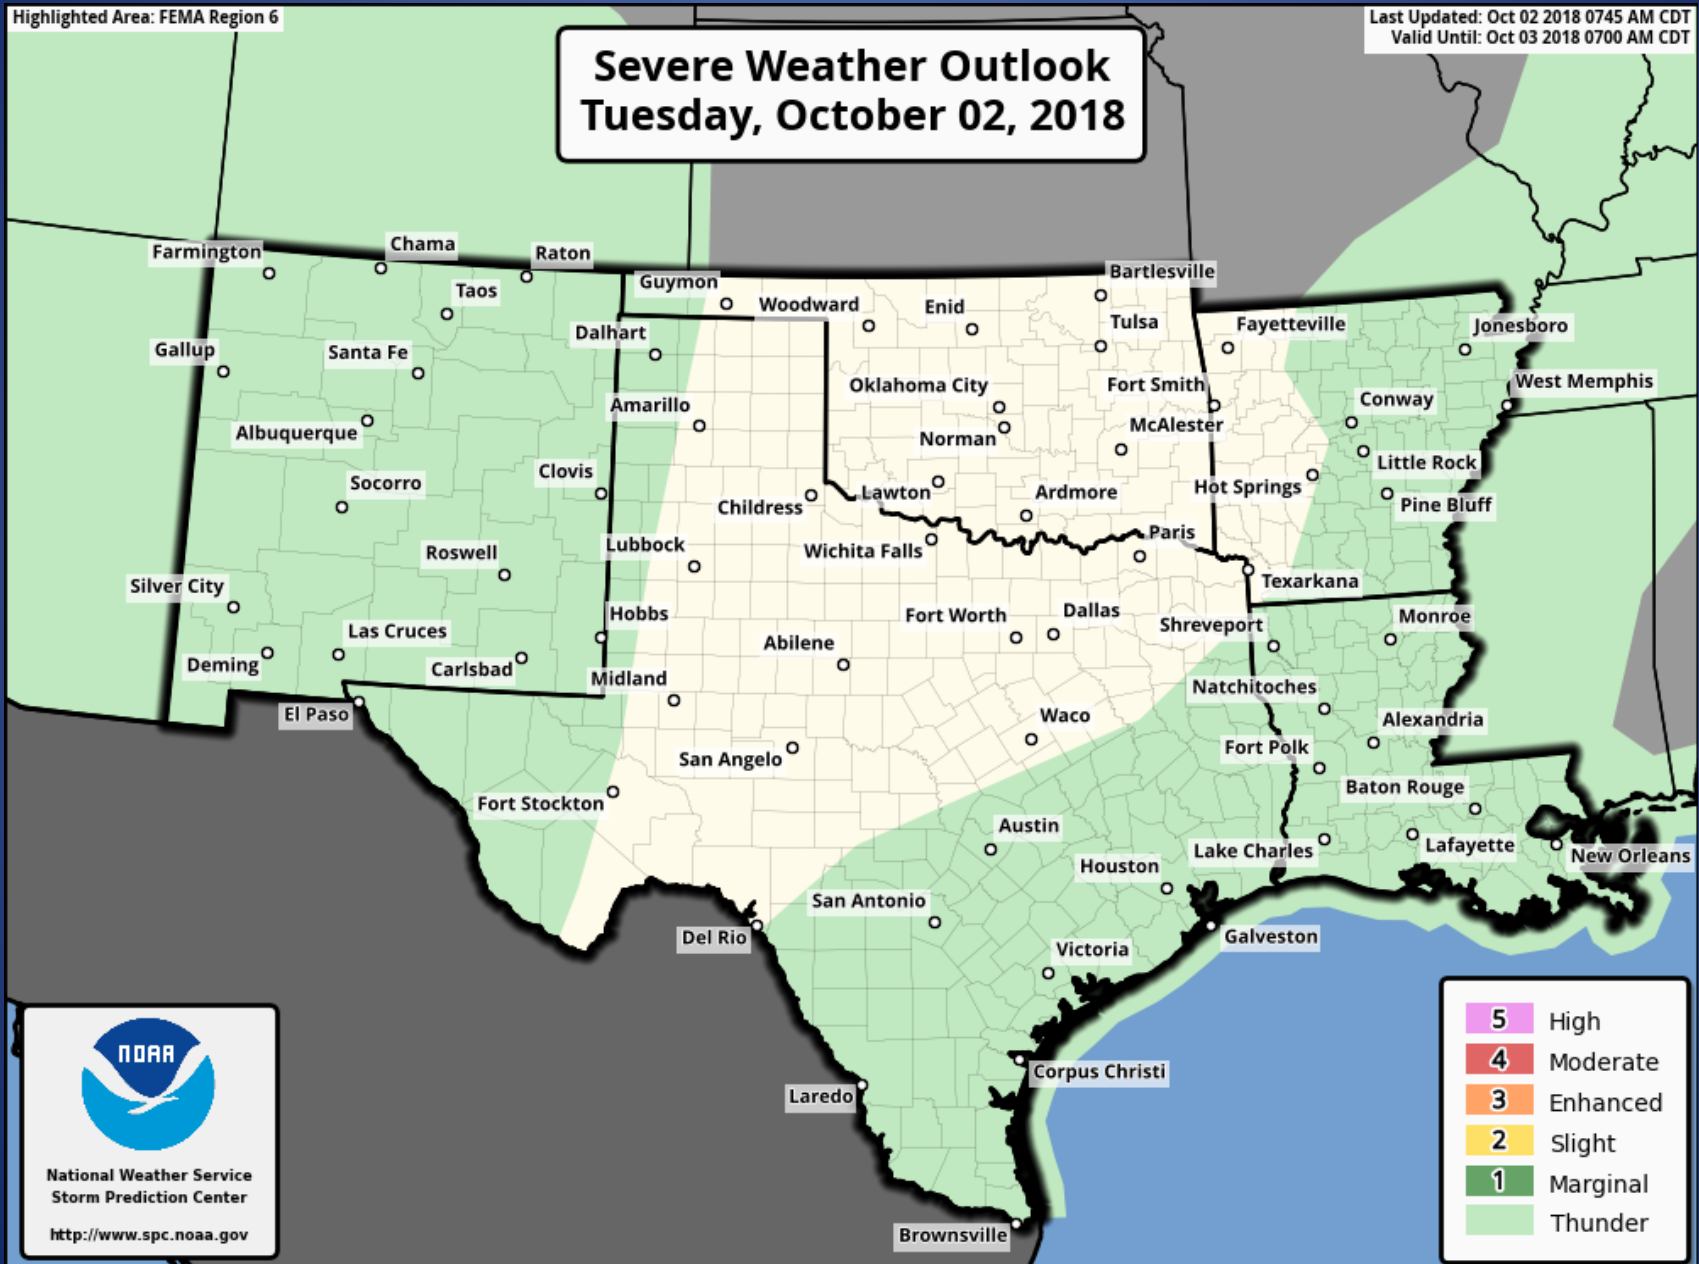 Highlighted Area: FEMA Region 6
Last Updated: Oct 02 2018 0745 AM CDT
Valid Until: Oct 03 2018 0700 AM CDT
Severe Weather Outlook
Tuesday, October 02, 2018
Farmington
Chama
Raton
Taos
Guymon
Woodward
Enid
Bartlesville
Tulsa
Fayetteville
Jonesboro
Gallup
Santa Fe
Dalhart
Oklahoma City
Fort Smith
West Memphis
Conway
Albuquerque
Amarillo
Norman
McAlester
Little Rock
Socorro
Clovis
Childress
Lawton
Ardmore
Hot Springs
Pine Bluff
Roswell
Lubbock
Wichita Falls
Paris
Texarkana
Silver City
Las Cruces
Hobbs
Fort Worth
Dallas
Shreveport
Monroe
Deming
Carlsbad
Midland
Abilene
Natchitoches
El Paso
Waco
Alexandria
San Angelo
Fort Polk
Fort Stockton
Baton Rouge
Austin
Lake Charles
Lafayette
New Orleans
Houston
San Antonio
Del Rio
Galveston
Victoria
Corpus Christi
Laredo
Brownsville
NOAA
National Weather Service
Storm Prediction Center
http://www.spc.noaa.gov
5 High
4 Moderate
3 Enhanced
2 Slight
1 Marginal
Thunder